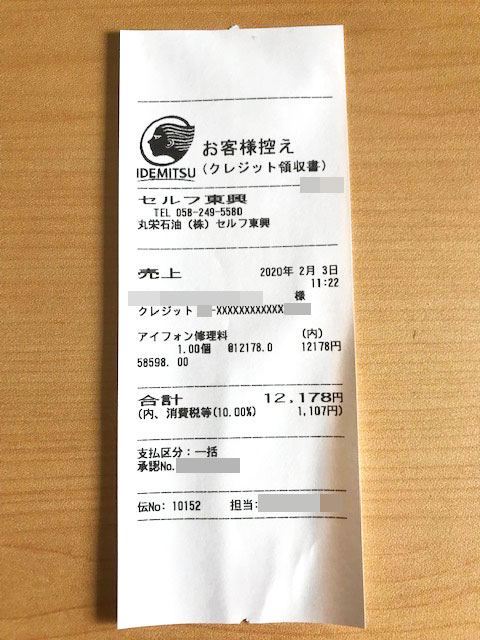 お客様控え
IDEMITSU
(クレジット領収書)
セルフ東興
TEL 058-249-5580
丸栄石油(株)セルフ東興
売上 2020年 2月 3日
11:22
様
クレジット -XXXXXXXXXXXX
アイフォン修理料 (内)
1.00個 @12178.0 12178円
58598. 00
合計 12,178円
(内、消費税等(10.00%) 1,107円)
支払区分:一括
承認No.
伝No: 10152 担当: